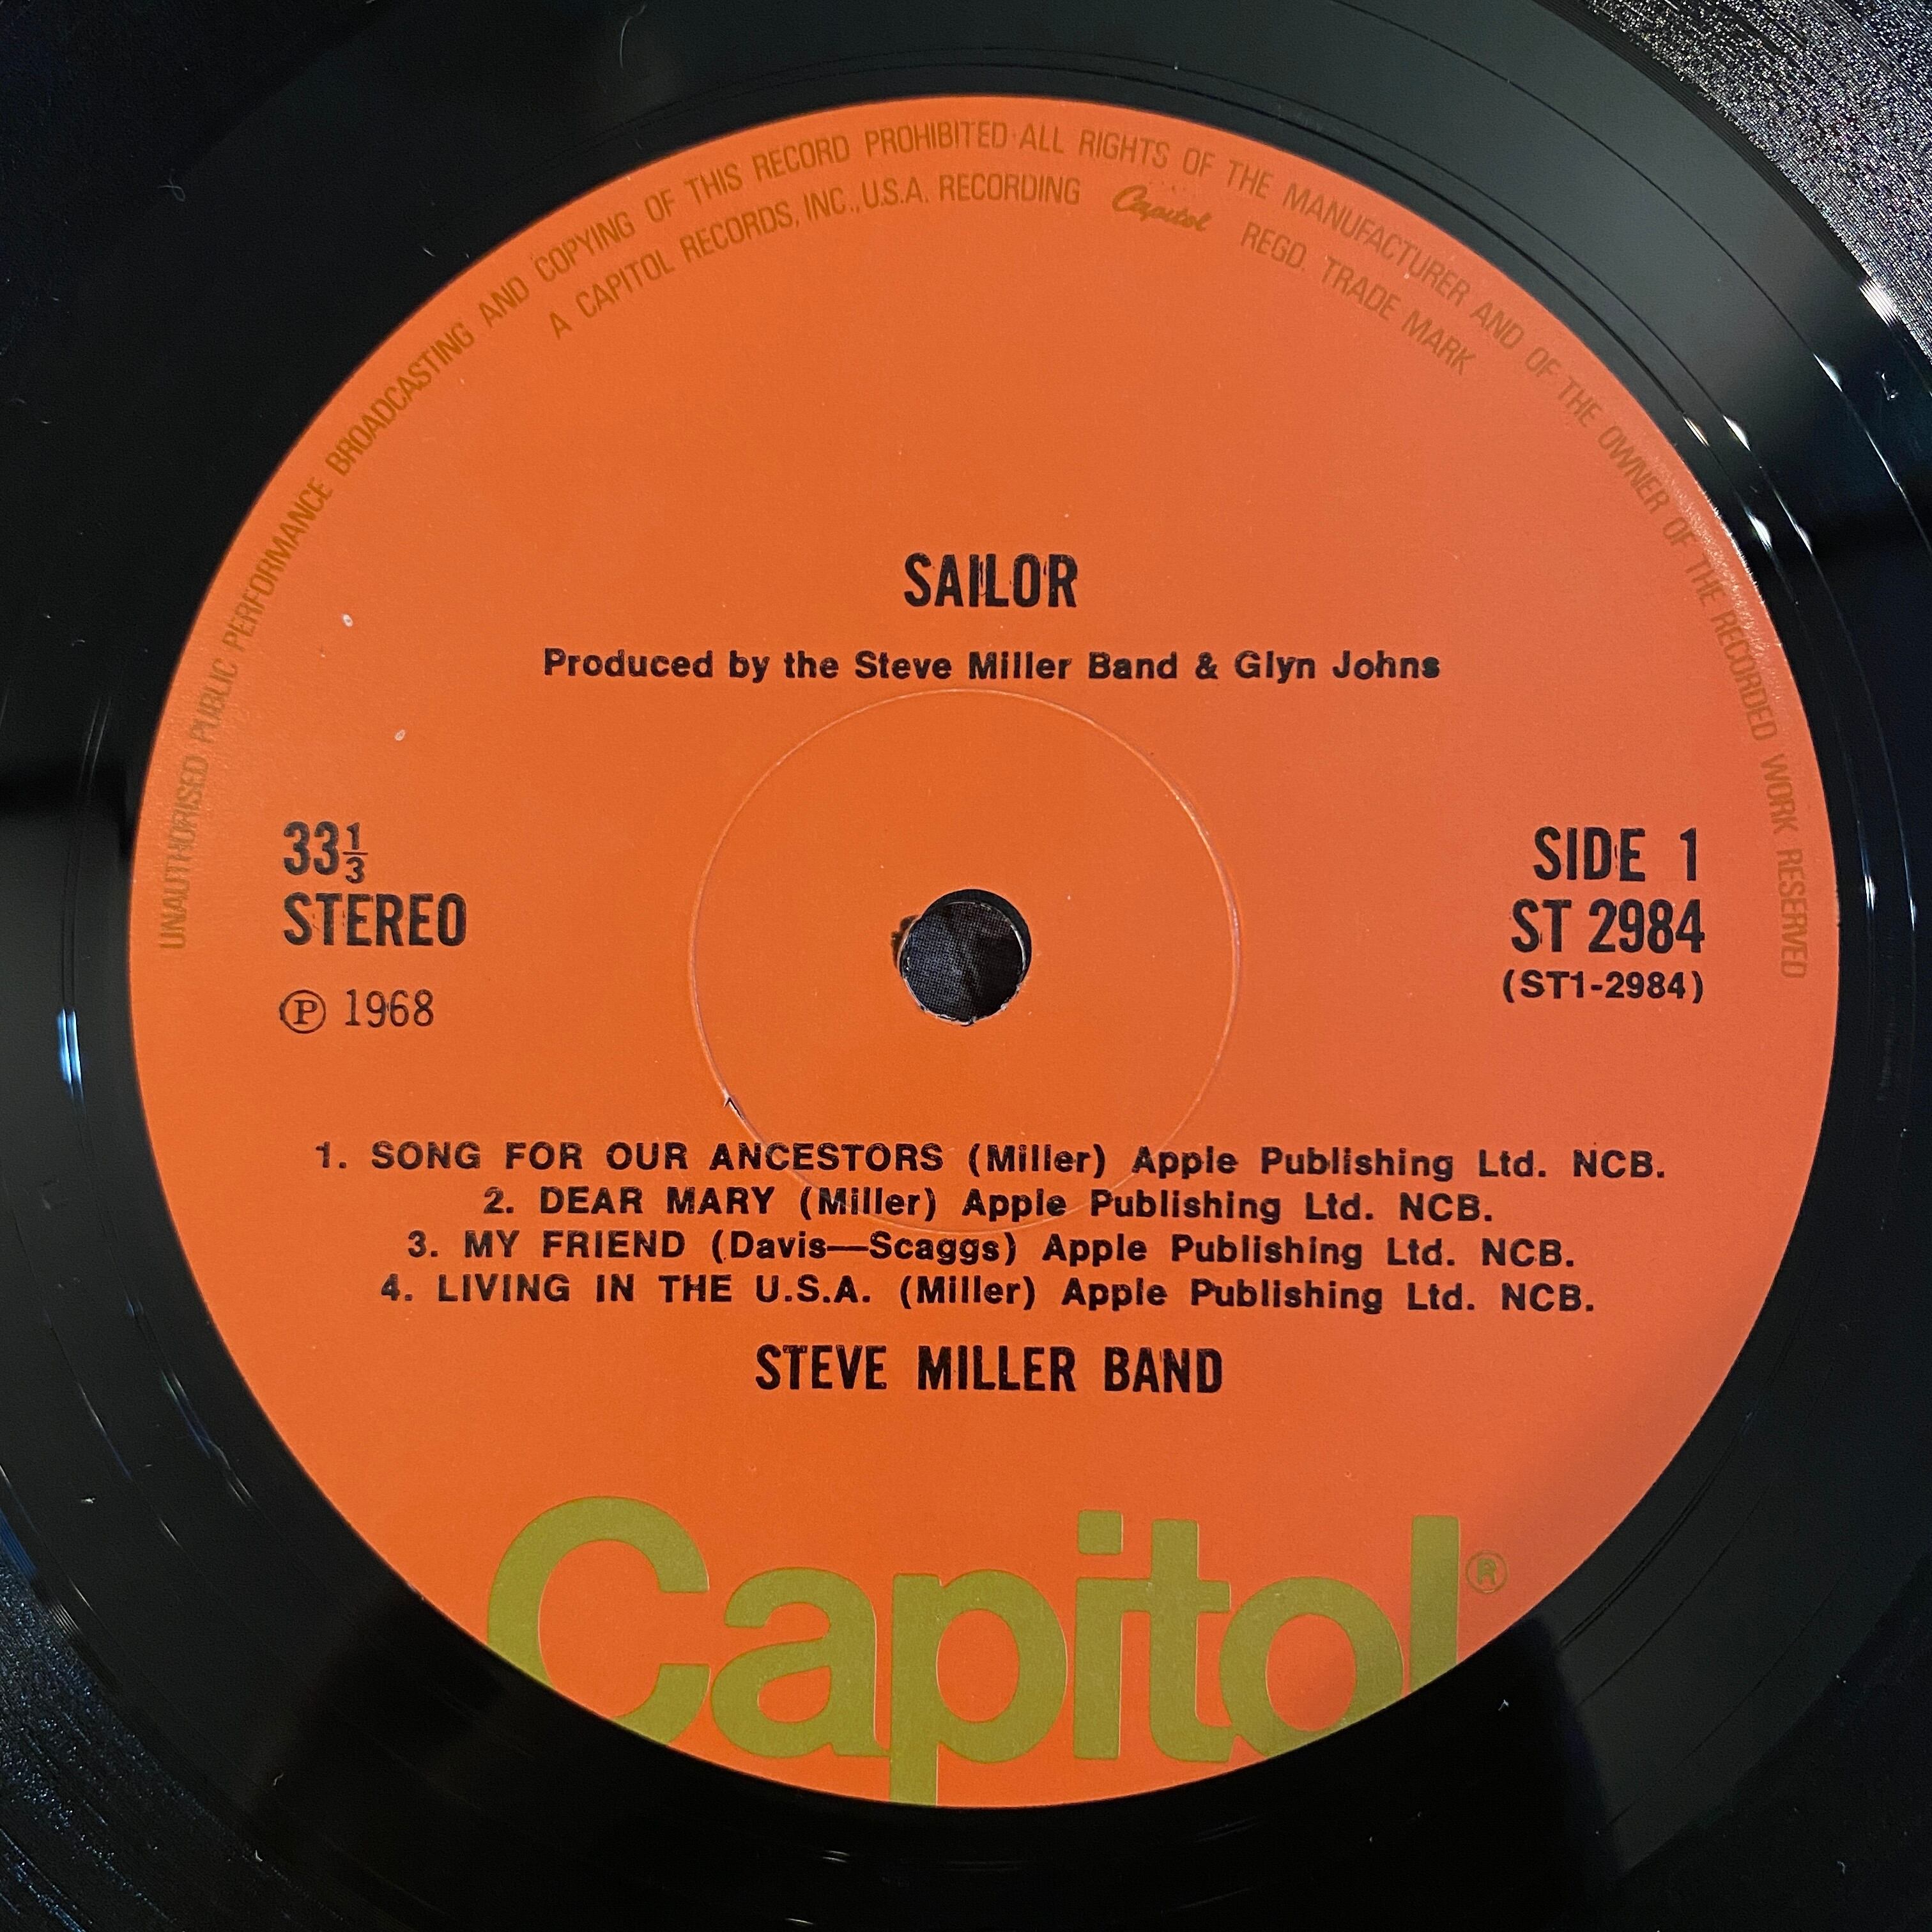 UNAUTHORISED PUBLIC PERFORMANCE BROADCASTING AND COPYING OF THIS RECORD PROHIBITED ALL RIGHTS OF THE MANUFACTURER AND OF THE OWNER OF THE RECORDED WORK RESERVED
A CAPITOL RECORDS, INC., U.S.A. RECORDING Capitol REGD. TRADE MARK
SAILOR
Produced by the Steve Miller Band & Glyn Johns
33⅓
STEREO
℗ 1968
SIDE 1
ST 2984
(ST1-2984)
1. SONG FOR OUR ANCESTORS (Miller) Apple Publishing Ltd. NCB.
2. DEAR MARY (Miller) Apple Publishing Ltd. NCB.
3. MY FRIEND (Davis—Scaggs) Apple Publishing Ltd. NCB.
4. LIVING IN THE U.S.A. (Miller) Apple Publishing Ltd. NCB.
STEVE MILLER BAND
Capitol®